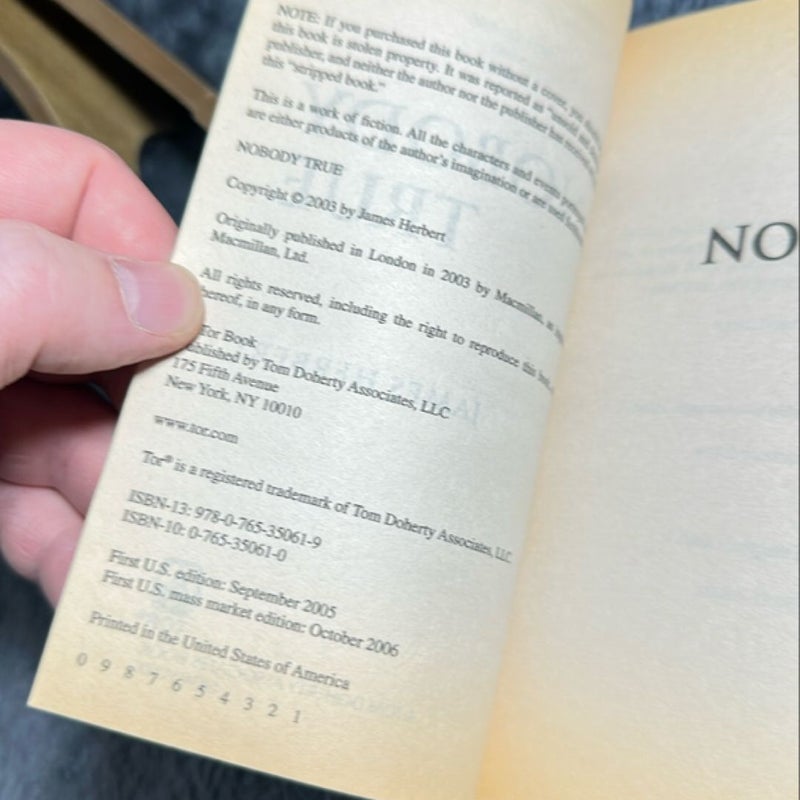 NOTE: If you purchased this book without a cover, you
this book is stolen property. It was reported as "unsold and
publisher, and neither the author nor the publisher has received
this "stripped book."
This is a work of fiction. All the characters and events
are either products of the author's imagination or are used
NOBODY TRUE
Copyright © 2003 by James Herbert
Originally published in London in 2003 by Macmillan, an
Macmillan, Ltd.
All rights reserved, including the right to reproduce this book,
hereof, in any form.
Tor Book
ublished by Tom Doherty Associates, LLC
175 Fifth Avenue
New York, NY 10010
www.tor.com
Tor® is a registered trademark of Tom Doherty Associates, LLC
ISBN-13: 978-0-765-35061-9
ISBN-10: 0-765-35061-0
First U.S. edition: September 2005
First U.S. mass market edition: October 2006
Printed in the United States of America
0 9 8 7 6 5 4 3 2 1
NO